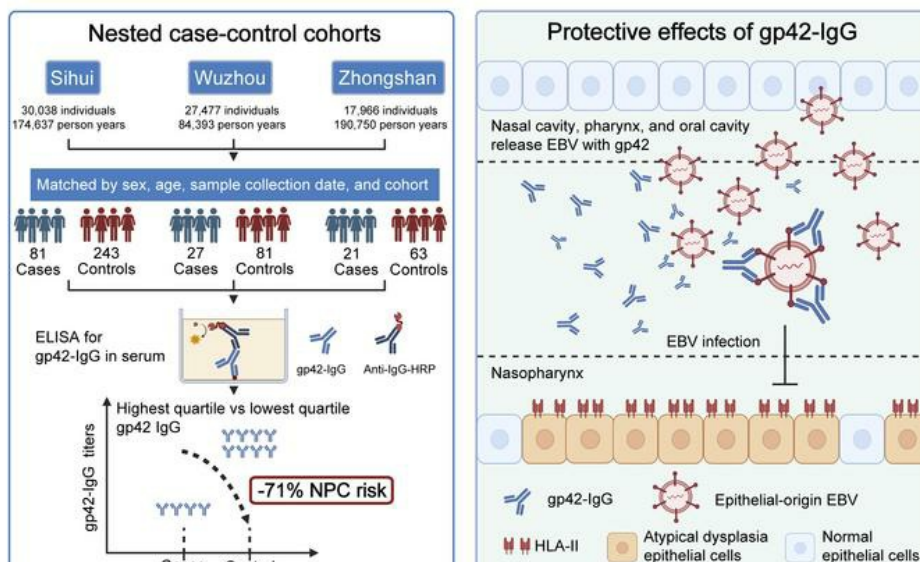 Nested case-control cohorts
Sihui
Wuzhou
Zhongshan
30,038 individuals
174,637 person years
27,477 individuals
84,393 person years
17,966 individuals
190,750 person years
Matched by sex, age, sample collection date, and cohort
81
Cases
243
Controls
27
Cases
81
Controls
21
Cases
63
Controls
ELISA for
gp42-IgG in serum
gp42-IgG
Anti-IgG-HRP
Highest quartile vs lowest quartile
gp42 IgG
gp42-IgG titers
-71% NPC risk
Protective effects of gp42-IgG
Nasal cavity, pharynx, and oral cavity
release EBV with gp42
EBV infection
Nasopharynx
gp42-IgG
Epithelial-origin EBV
HLA-II
Atypical dysplasia
epithelial cells
Normal
epithelial cells